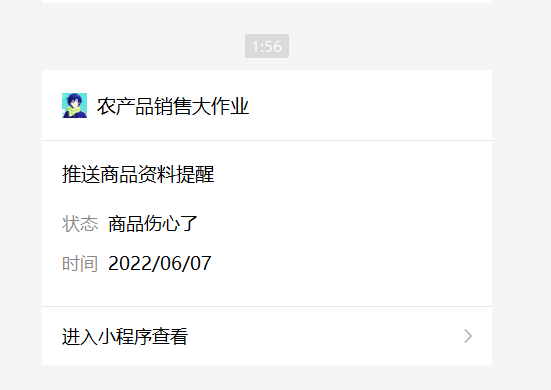 1:56
农产品销售大作业
推送商品资料提醒
状态 商品伤心了
时间 2022/06/07
进入小程序查看